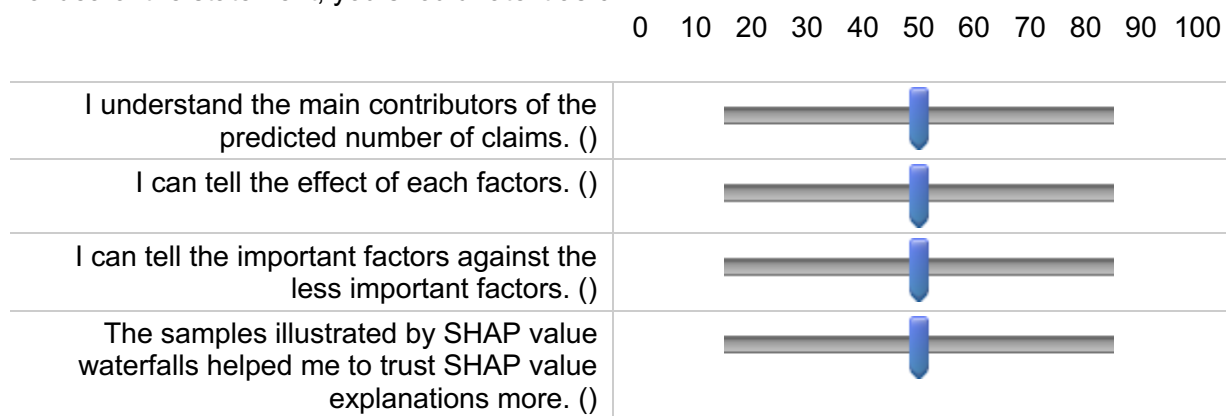 0 10 20 30 40 50 60 70 80 90 100
I understand the main contributors of the
predicted number of claims. ()
I can tell the effect of each factors. ()
I can tell the important factors against the
less important factors. ()
The samples illustrated by SHAP value
waterfalls helped me to trust SHAP value
explanations more. ()